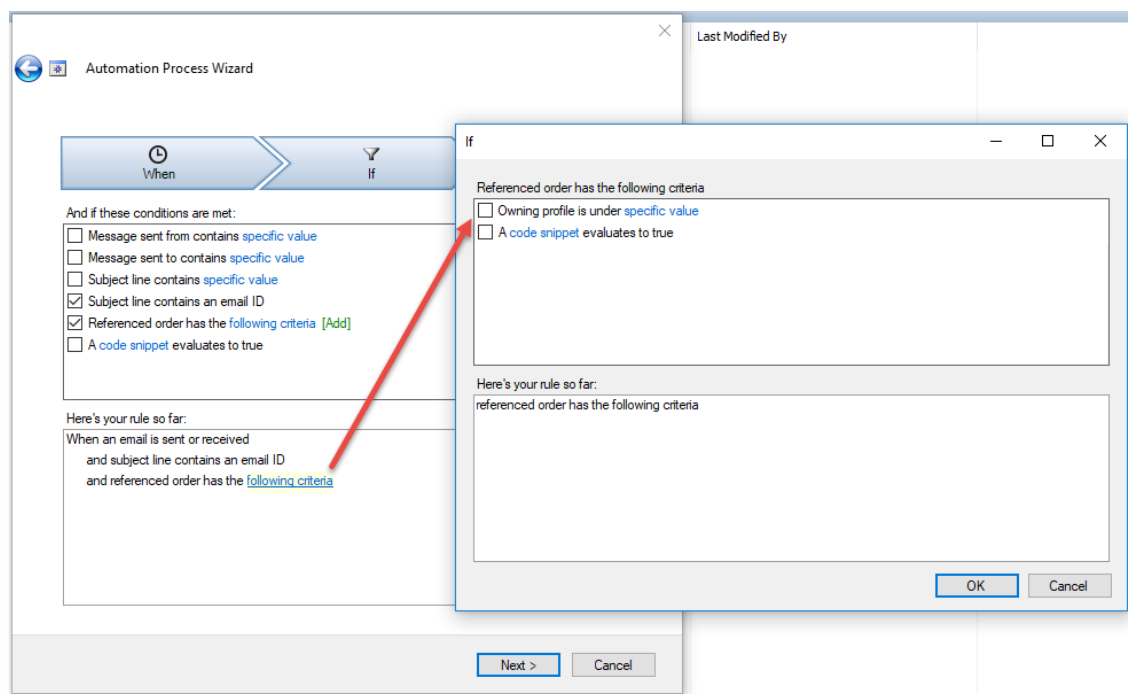 Last Modified By
Automation Process Wizard
When
If
And if these conditions are met:
Message sent from contains specific value
Message sent to contains specific value
Subject line contains specific value
Subject line contains an email ID
Referenced order has the following criteria [Add]
A code snippet evaluates to true
Here's your rule so far:
When an email is sent or received
and subject line contains an email ID
and referenced order has the following criteria
Next >
Cancel
If
Referenced order has the following criteria
Owning profile is under specific value
A code snippet evaluates to true
Here's your rule so far:
referenced order has the following criteria
OK
Cancel